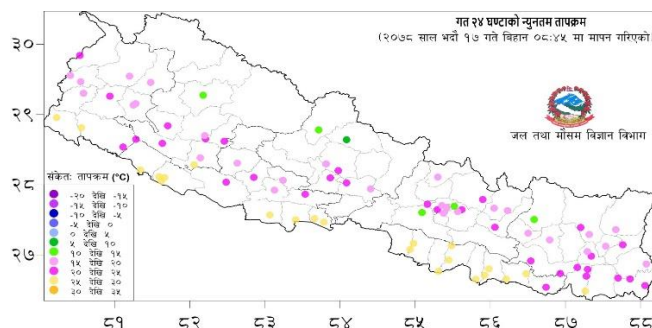 गत २४ घण्टाको न्युनतम तापक्रम
(२०७८ साल भदौ १७ गते बिहान ०८:४५ मा मापन गरिएको)
जल तथा मौसम विज्ञान विभाग
३०
२९
२८
२७
संकेत: तापक्रम (°C)
-२० देखि -१५
-१५ देखि -१०
-१० देखि -५
-५ देखि ०
० देखि ५
५ देखि १०
१० देखि १५
१५ देखि २०
२० देखि २५
२५ देखि ३०
३० देखि ३५
८१ ८२ ८३ ८४ ८५ ८६ ८७ ८८